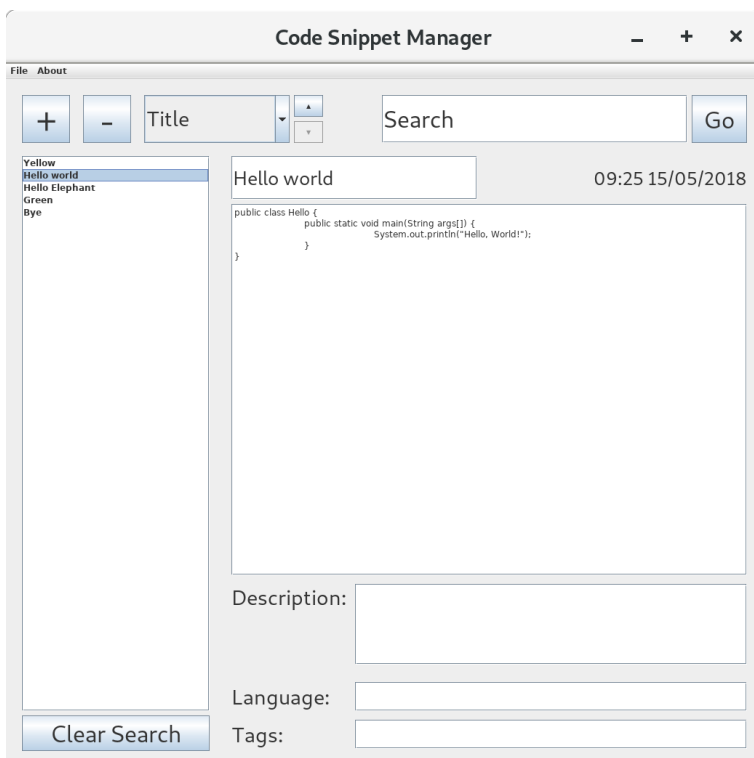 Code Snippet Manager
File About
+ - Title Search Go
Yellow
Hello world
Hello Elephant
Green
Bye
Hello world 09:25 15/05/2018
public class Hello {
public static void main(String args[]) {
System.out.println("Hello, World!");
}
}
Description:
Language:
Tags:
Clear Search